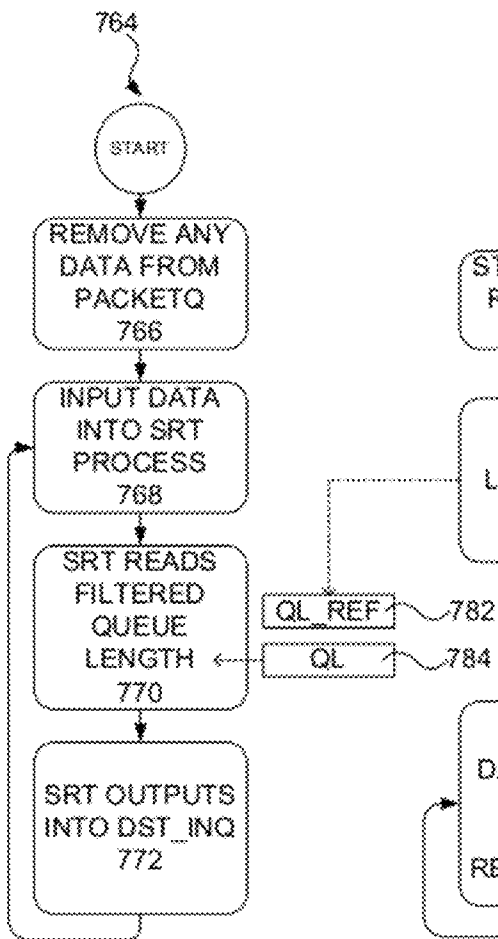 764
START
REMOVE ANY
DATA FROM
PACKETQ
766
INPUT DATA
INTO SRT
PROCESS
768
SRT READS
FILTERED
QUEUE
LENGTH
770
SRT OUTPUTS
INTO DST_INQ
772
QL_REF
782
QL
784